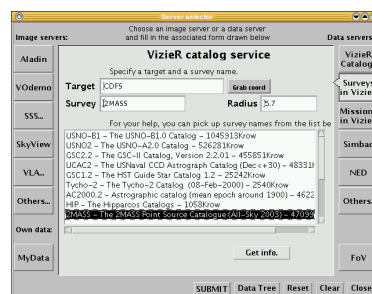 Server selector
Image servers:
Choose an image server or a data server
and fill in the associated form drawn below
Data servers
Aladin
VOdemo
SSS...
SkyView
VLA...
Others...
Own data:
MyData
VizieR catalog service
Specify a target and a survey name.
Target CDFS
Grab coord
Survey 2MASS
Radius 5.7
For your help, you can pick up survey names from the list be
USNO-B1 - The USNO-B1.0 Catalog - 1045913Krow
USNO2 - The USNO-A2.0 Catalog - 526281Krow
GSC2.2 - The GSC-II Catalog, Version 2.2.01 - 455851Krow
UCAC2 - The USNaval CCD Astrograph Catalog (Dec<+30) - 48331
GSC1.2 - The HST Guide Star Catalog 1.2 - 25242Krow
Tycho-2 - The Tycho-2 Catalog (08-Feb-2000) - 2540Krow
AC2000.2 - Astrographic catalog (mean epoch around 1900) - 4622
HIP - The Hipparcos Catalogs - 1058Krow
2MASS - The 2MASS Point Source Catalogue (All-Sky 2003) - 47099
Get info.
VizieR
Catalog
Surveys
in Vizie
Mission
in Vizie
Simbad
NED
Others.
FoV
SUBMIT
Data Tree
Reset
Clear
Close